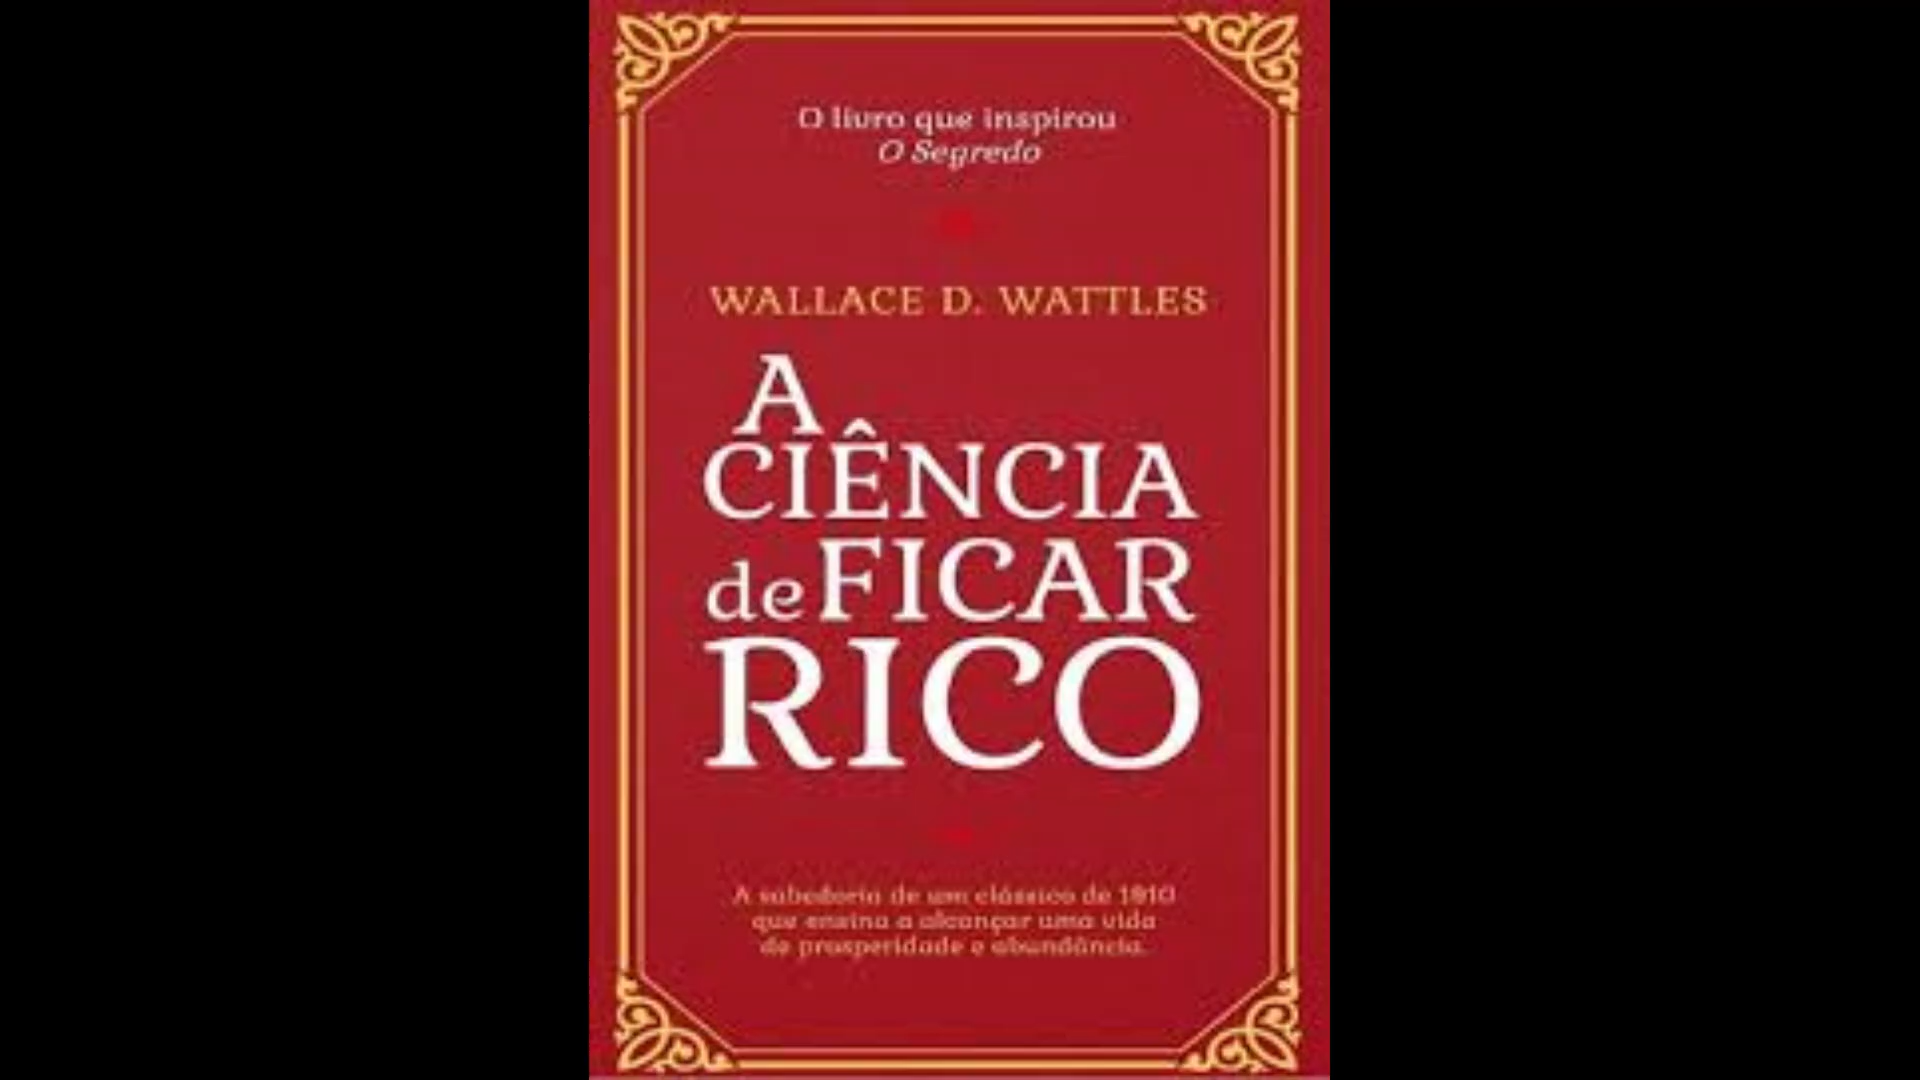 O livro que inspirou
O Segredo
WALLACE D. WATTLES
A
CIÊNCIA
de FICAR
RICO
A sabedoria de um clássico de 1910
que ensina a alcançar uma vida
de prosperidade e abundância.